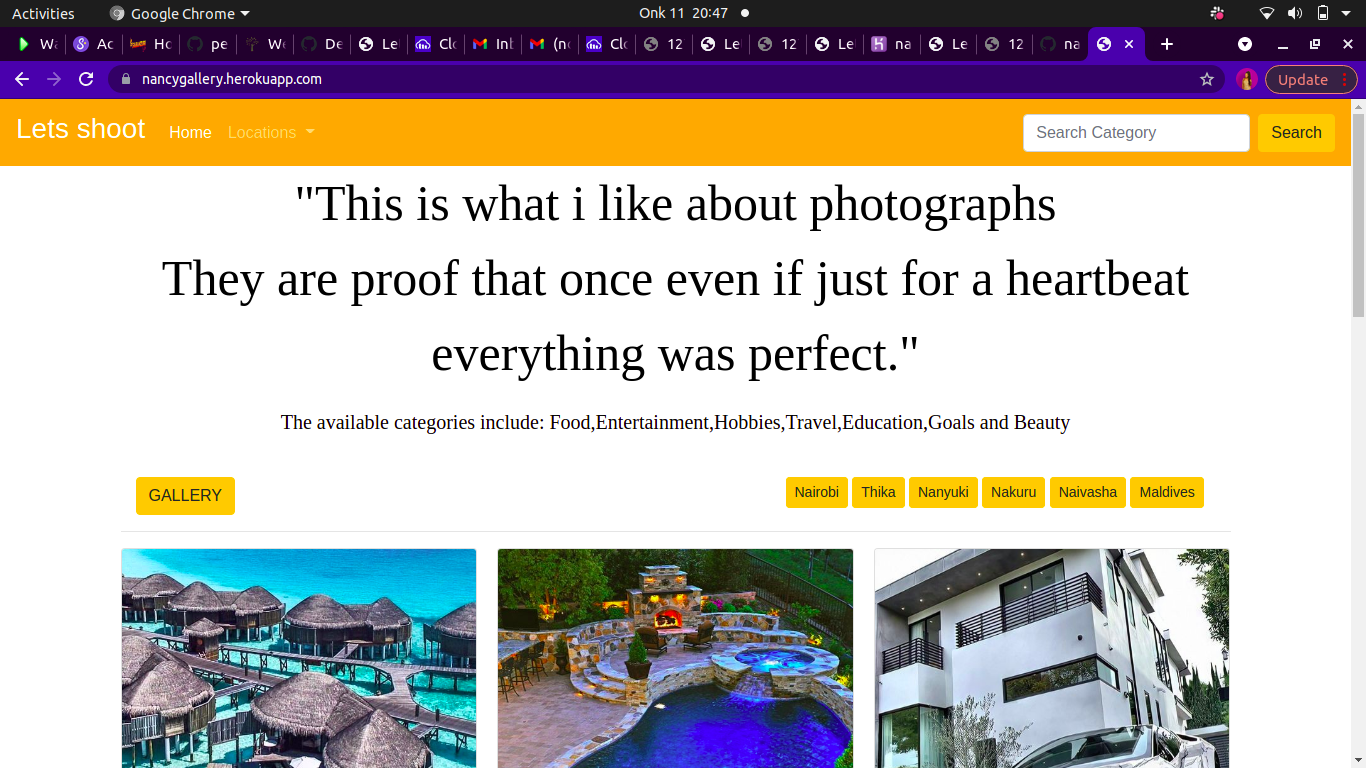 Activities Google Chrome Onk 11 20:47
Wa Ac Ho pe We De Le Clo Inb (no Clo 12 Le 12 Le na Le 12 na
nancygallery.herokuapp.com Update
Lets shoot Home Locations Search Category Search
"This is what i like about photographs
They are proof that once even if just for a heartbeat
everything was perfect."
The available categories include: Food,Entertainment,Hobbies,Travel,Education,Goals and Beauty
GALLERY Nairobi Thika Nanyuki Nakuru Naivasha Maldives